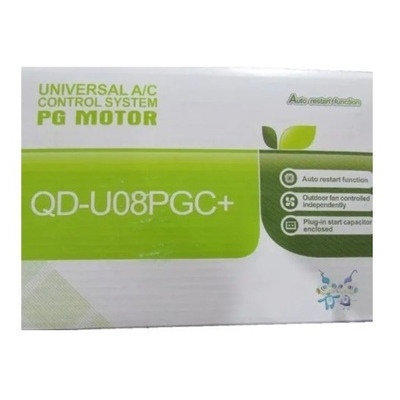 UNIVERSAL A/C
CONTROL SYSTEM
PG MOTOR
Auto restart function
QD-U08PGC+
Auto restart function
Outdoor fan controlled
independently
Plug-in start capacitor
enclosed